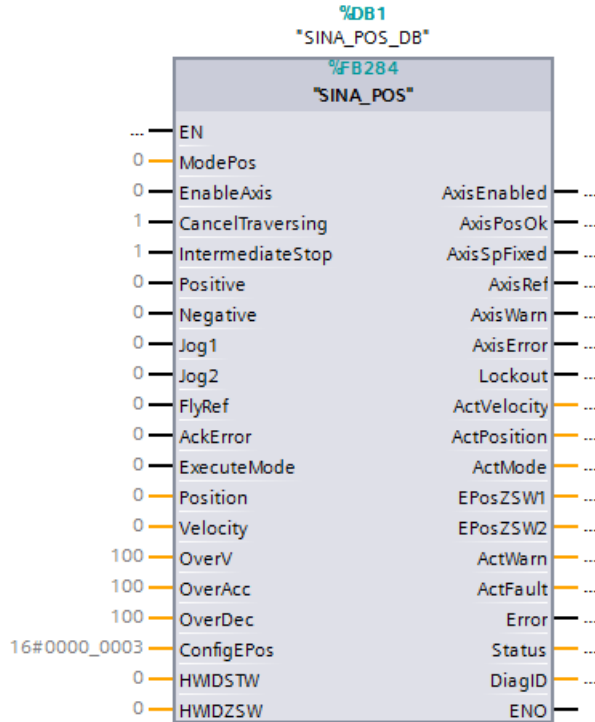 %DB1
"SINA_POS_DB"
%FB284
"SINA_POS"
... EN
0 ModePos
0 EnableAxis AxisEnabled ...
1 CancelTraversing AxisPosOk ...
1 IntermediateStop AxisSpFixed ...
0 Positive AxisRef ...
0 Negative AxisWarn ...
0 Jog1 AxisError ...
0 Jog2 Lockout ...
0 FlyRef ActVelocity ...
0 AckError ActPosition ...
0 ExecuteMode ActMode ...
0 Position EPosZSW1 ...
0 Velocity EPosZSW2 ...
100 OverV ActWarn ...
100 OverAcc ActFault ...
100 OverDec Error ...
16#0000_0003 ConfigEPos Status ...
0 HWIDSTW DiagID ...
0 HWIDZSW ENO